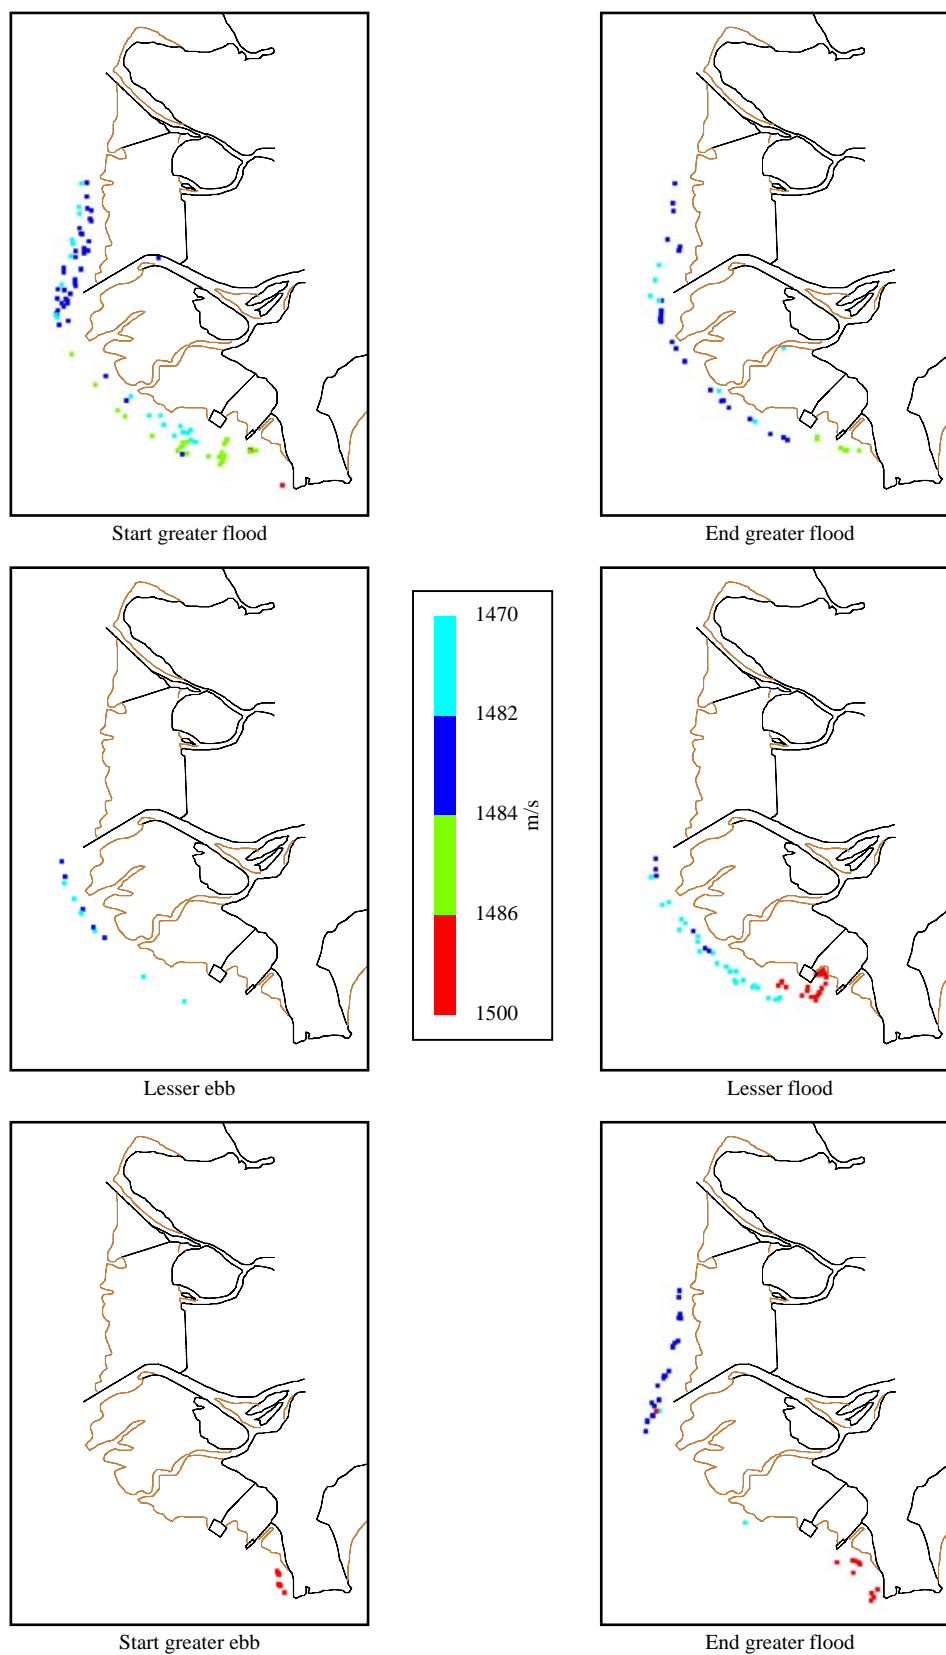 Start greater flood
End greater flood
1470
1482
1484
1486
1500
m/s
Lesser ebb
Lesser flood
Start greater ebb
End greater flood